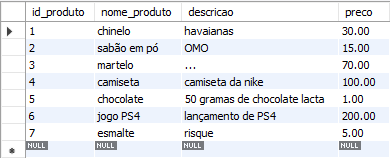 id_produto nome_produto descricao preco
1 chinelo havaianas 30.00
2 sabão em pó OMO 15.00
3 martelo ... 70.00
4 camiseta camiseta da nike 100.00
5 chocolate 50 gramas de chocolate lacta 1.00
6 jogo PS4 lançamento de PS4 200.00
7 esmalte risque 5.00
NULL NULL NULL NULL